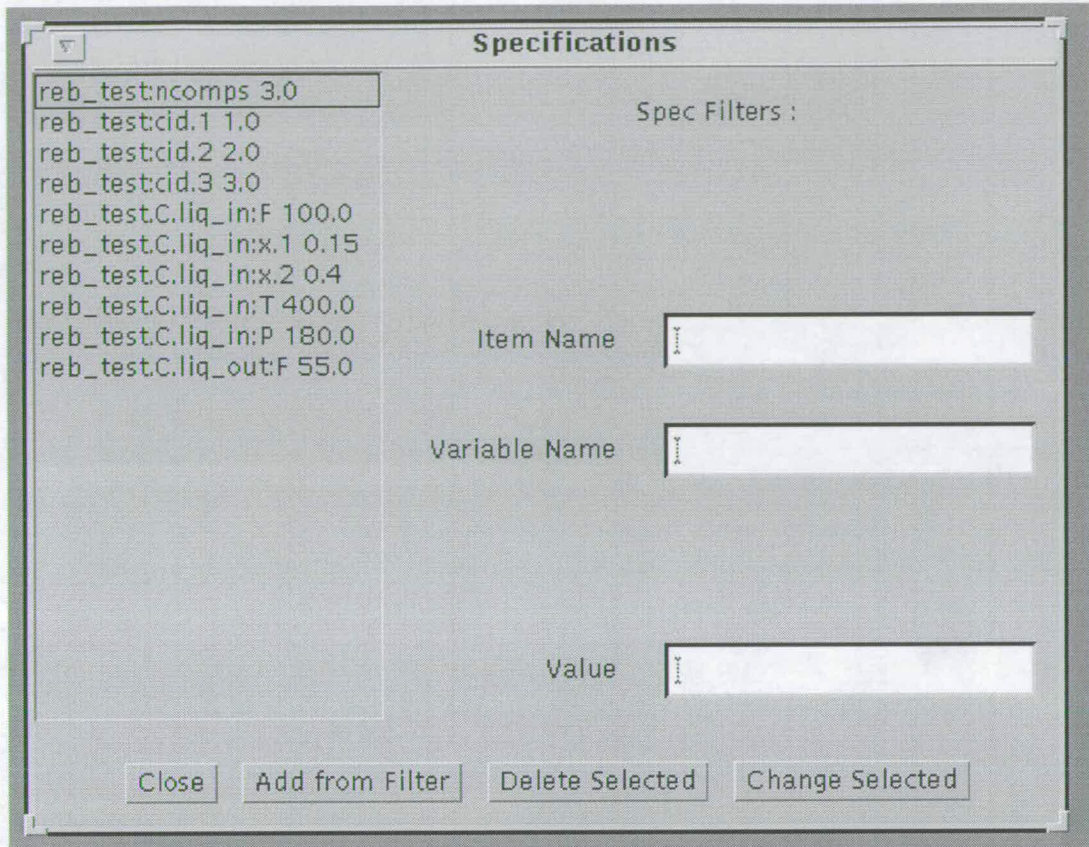 Specifications
reb_test:ncomps 3.0
reb_test:cid.1 1.0
reb_test:cid.2 2.0
reb_test:cid.3 3.0
reb_test.C.liq_in:F 100.0
reb_test.C.liq_in:x.1 0.15
reb_test.C.liq_in:x.2 0.4
reb_test.C.liq_in:T 400.0
reb_test.C.liq_in:P 180.0
reb_test.C.liq_out:F 55.0
Spec Filters :
Item Name
Variable Name
Value
Close Add from Filter Delete Selected Change Selected